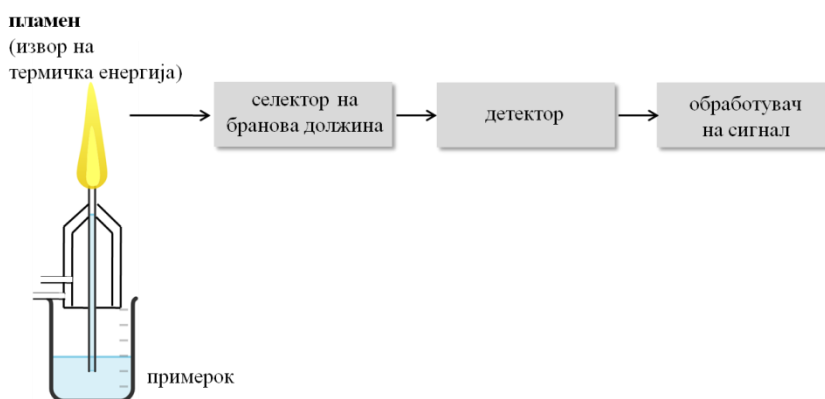 пламен
(извор на
термичка енергија)
селектор на
бранова должина
детектор
обработувач
на сигнал
примерок